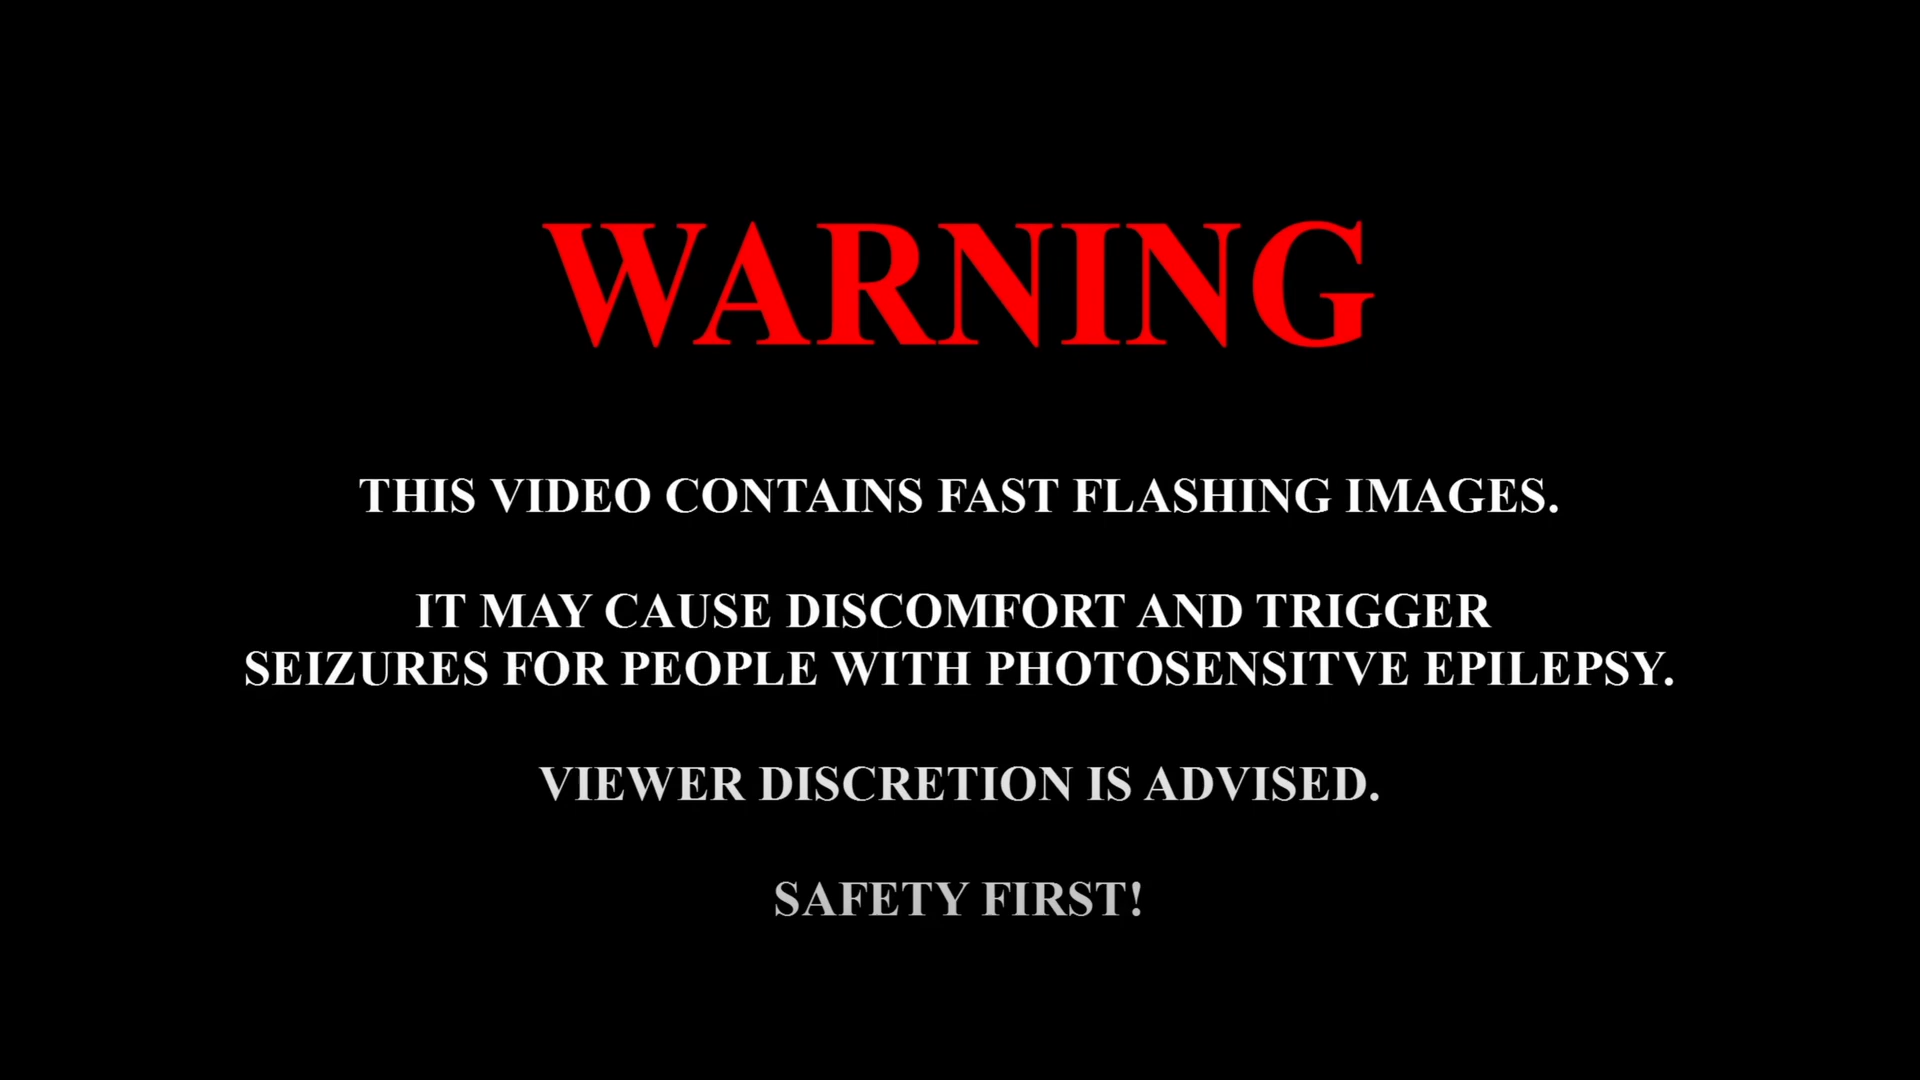 WARNING
THIS VIDEO CONTAINS FAST FLASHING IMAGES.
IT MAY CAUSE DISCOMFORT AND TRIGGER
SEIZURES FOR PEOPLE WITH PHOTOSENSITVE EPILEPSY.
VIEWER DISCRETION IS ADVISED.
SAFETY FIRST!